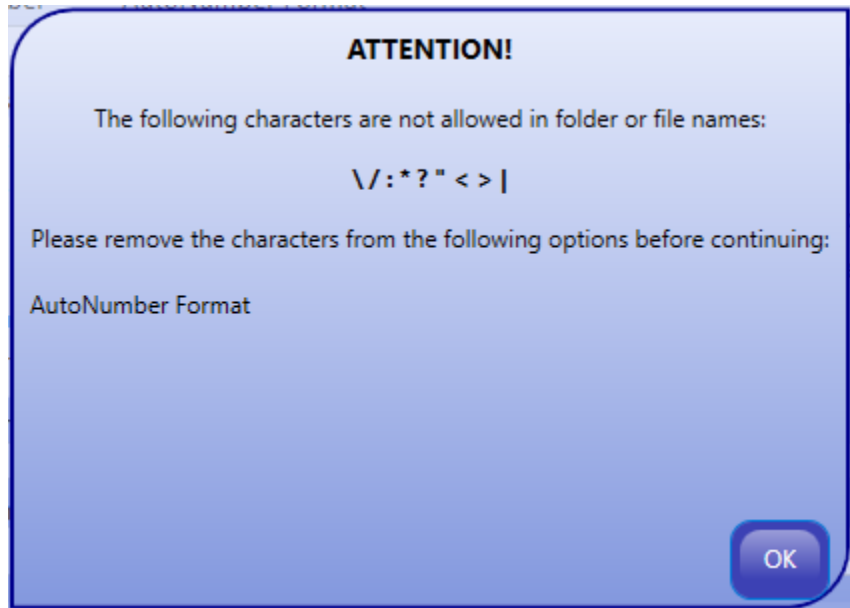 ATTENTION!
The following characters are not allowed in folder or file names:
\ / : * ? " < > |
Please remove the characters from the following options before continuing:
AutoNumber Format
OK